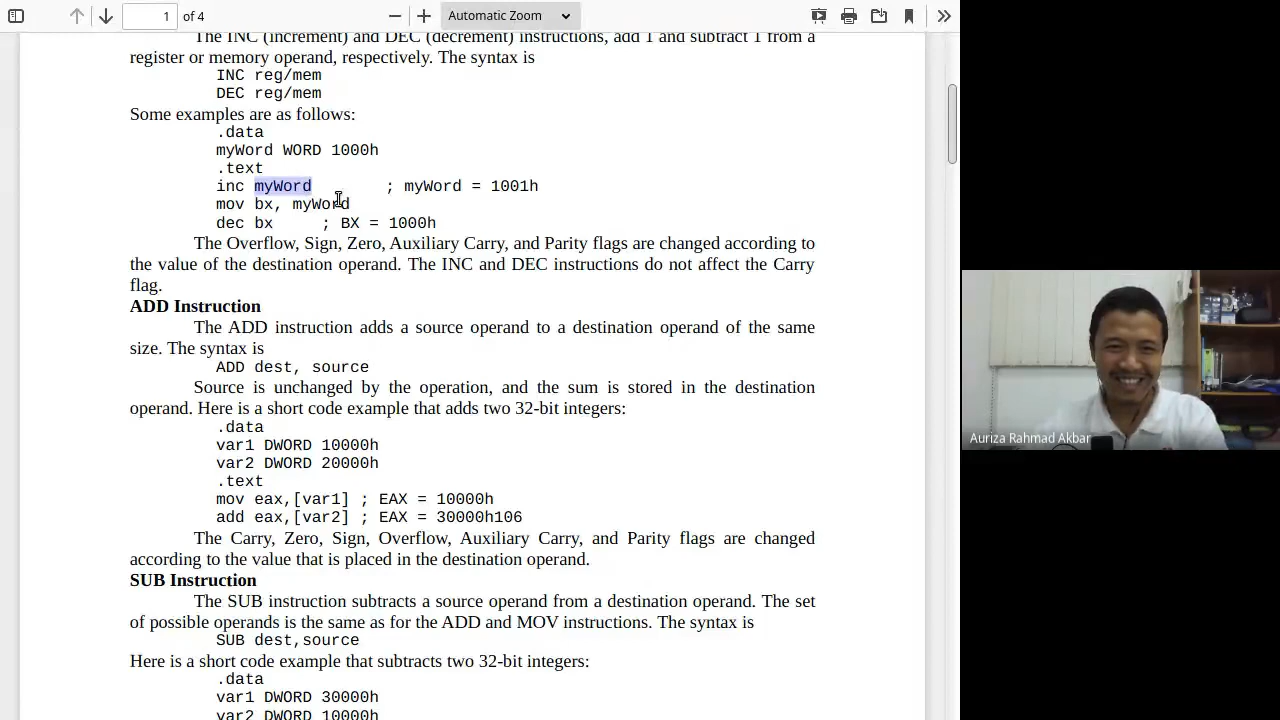 1 of 4
Automatic Zoom
The INC (increment) and DEC (decrement) instructions, add 1 and subtract 1 from a
register or memory operand, respectively. The syntax is
INC reg/mem
DEC reg/mem
Some examples are as follows:
.data
myWord WORD 1000h
.text
inc myWord ; myWord = 1001h
mov bx, myWord
dec bx ; BX = 1000h
The Overflow, Sign, Zero, Auxiliary Carry, and Parity flags are changed according to
the value of the destination operand. The INC and DEC instructions do not affect the Carry
flag.
ADD Instruction
The ADD instruction adds a source operand to a destination operand of the same
size. The syntax is
ADD dest, source
Source is unchanged by the operation, and the sum is stored in the destination
operand. Here is a short code example that adds two 32-bit integers:
.data
var1 DWORD 10000h
var2 DWORD 20000h
.text
mov eax,[var1] ; EAX = 10000h
add eax,[var2] ; EAX = 30000h106
The Carry, Zero, Sign, Overflow, Auxiliary Carry, and Parity flags are changed
according to the value that is placed in the destination operand.
SUB Instruction
The SUB instruction subtracts a source operand from a destination operand. The set
of possible operands is the same as for the ADD and MOV instructions. The syntax is
SUB dest,source
Here is a short code example that subtracts two 32-bit integers:
.data
var1 DWORD 30000h
var2 DWORD 10000h
Auriza Rahmad Akbar